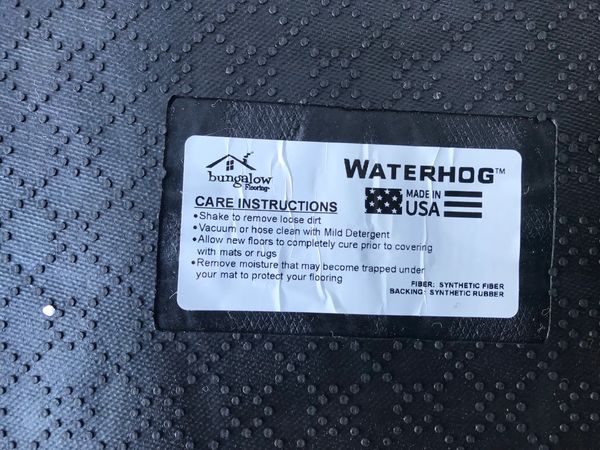 bungalow
Flooring
WATERHOG™
MADE IN
USA
CARE INSTRUCTIONS
•Shake to remove loose dirt
•Vacuum or hose clean with Mild Detergent
•Allow new floors to completely cure prior to covering
with mats or rugs
•Remove moisture that may become trapped under
your mat to protect your flooring
FIBER: SYNTHETIC FIBER
BACKING: SYNTHETIC RUBBER